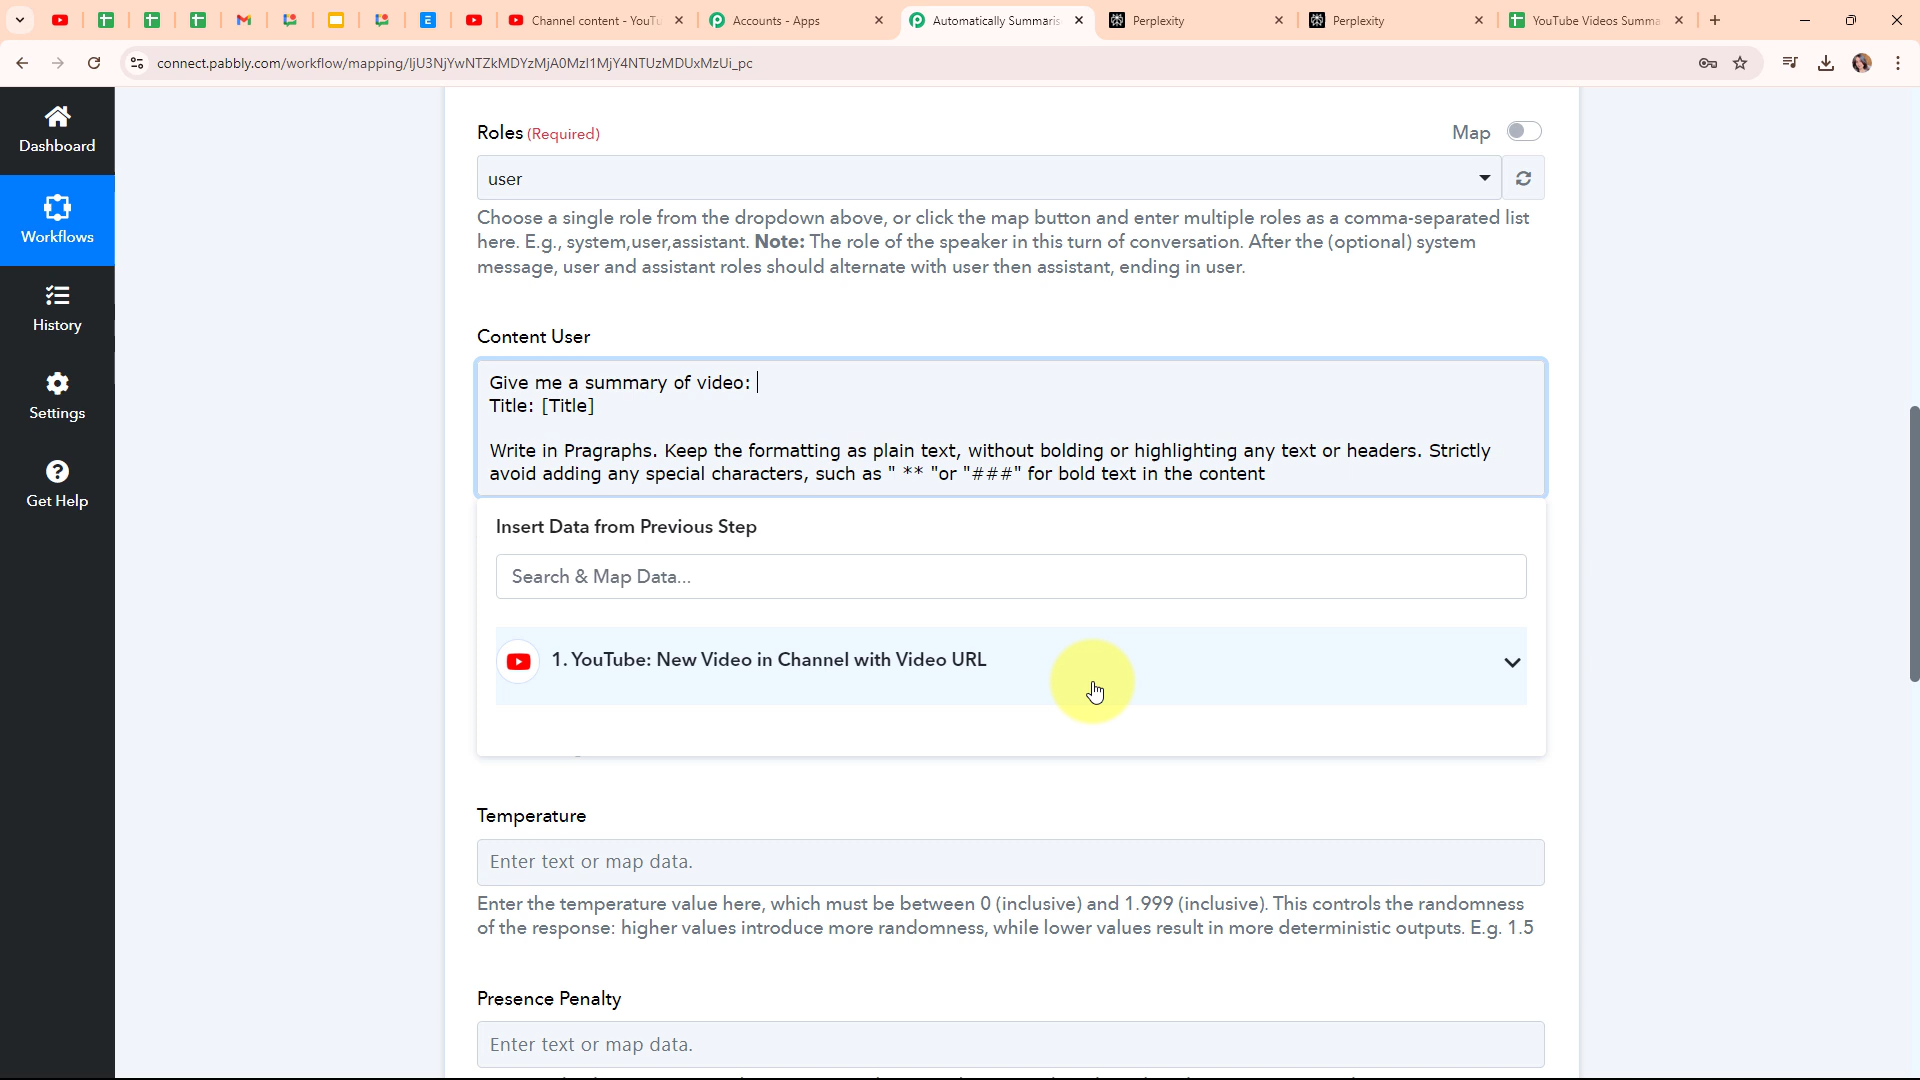 Channel content - YouTu
Accounts - Apps
Automatically Summaris
Perplexity
Perplexity
YouTube Videos Summa
connect.pabbly.com/workflow/mapping/IjU3NjYwNTZkMDYzMjA0MzI1MjY4NTUzMDUxMzUi_pc
Dashboard
Workflows
History
Settings
Get Help
Roles (Required)
Map
user
Choose a single role from the dropdown above, or click the map button and enter multiple roles as a comma-separated list
here. E.g., system,user,assistant. Note: The role of the speaker in this turn of conversation. After the (optional) system
message, user and assistant roles should alternate with user then assistant, ending in user.
Content User
Give me a summary of video:
Title: [Title]
Write in Paragraphs. Keep the formatting as plain text, without bolding or highlighting any text or headers. Strictly
avoid adding any special characters, such as " ** "or "###" for bold text in the content
Insert Data from Previous Step
Search & Map Data...
1. YouTube: New Video in Channel with Video URL
Temperature
Enter text or map data.
Enter the temperature value here, which must be between 0 (inclusive) and 1.999 (inclusive). This controls the randomness
of the response: higher values introduce more randomness, while lower values result in more deterministic outputs. E.g. 1.5
Presence Penalty
Enter text or map data.